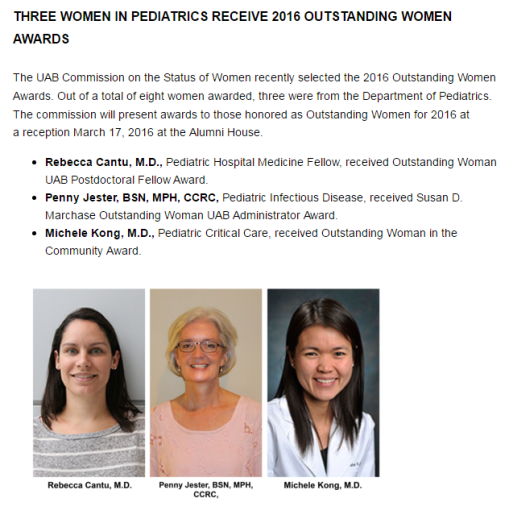 THREE WOMEN IN PEDIATRICS RECEIVE 2016 OUTSTANDING WOMEN
AWARDS
The UAB Commission on the Status of Women recently selected the 2016 Outstanding Women
Awards. Out of a total of eight women awarded, three were from the Department of Pediatrics.
The commission will present awards to those honored as Outstanding Women for 2016 at
a reception March 17, 2016 at the Alumni House.
• Rebecca Cantu, M.D., Pediatric Hospital Medicine Fellow, received Outstanding Woman
UAB Postdoctoral Fellow Award.
• Penny Jester, BSN, MPH, CCRC, Pediatric Infectious Disease, received Susan D.
Marchase Outstanding Woman UAB Administrator Award.
• Michele Kong, M.D., Pediatric Critical Care, received Outstanding Woman in the
Community Award.
Rebecca Cantu, M.D.
Penny Jester, BSN, MPH,
CCRC,
Michele Kong, M.D.